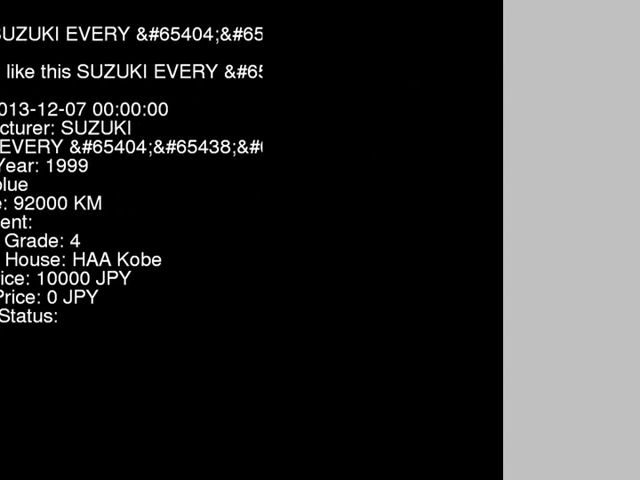 SUZUKI EVERY &#65404;&#65
like this SUZUKI EVERY &#65
013-12-07 00:00:00
cturer: SUZUKI
EVERY &#65404;&#65438;&#
Year: 1999
blue
e: 92000 KM
ent:
Grade: 4
House: HAA Kobe
ice: 10000 JPY
Price: 0 JPY
Status: